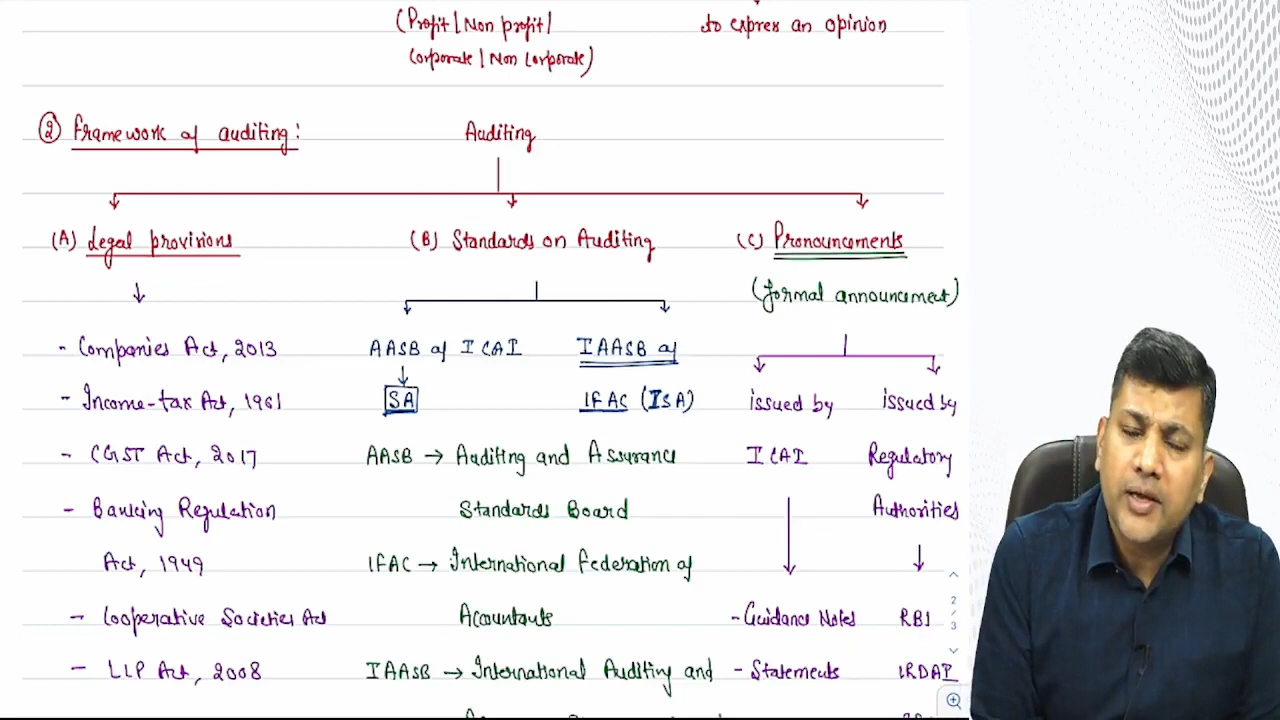 (Profit | Non profit |
to expres an opinion
Corporate | Non Corporate)
② Framework of auditing:
Auditing
(A) Legal provisions
(B) Standards on Auditing
(C) Pronouncements
(formal announcement)
- Companies Act, 2013
AASB of ICAI
IAASB of
- Income-tax Act, 1961
SA
IFAC (ISA)
issued by
issued by
- CGST Act, 2017
AASB → Auditing and Assurance
ICAI
Regulatory
- Banking Regulation
Standards Board
Authorities
Act, 1949
IFAC → International Federation of
- Cooperative Societies Act
Accountants
- Guidance Notes
RBI
- LLP Act, 2008
IAASB → International Auditing and
- Statements
IRDAI
2
/
3